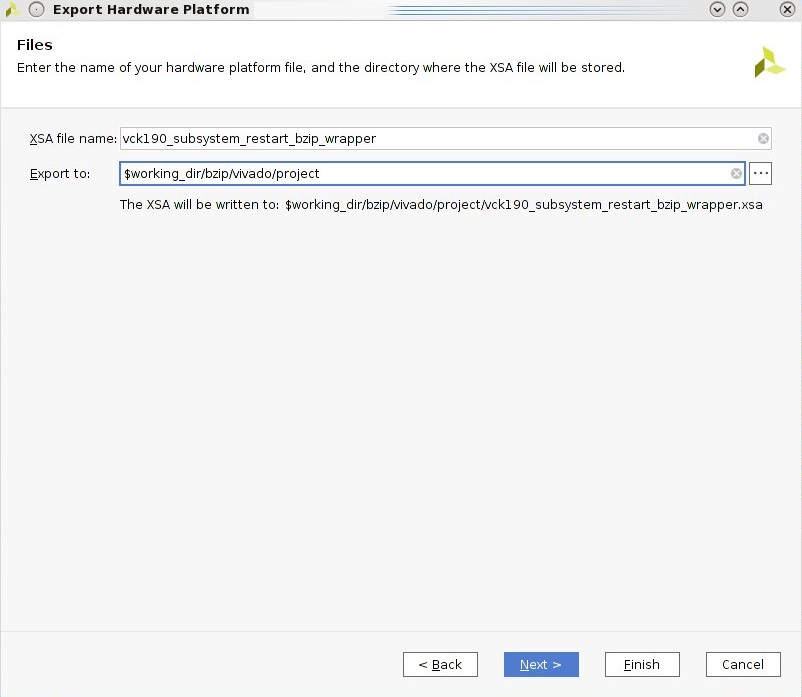 Export Hardware Platform
Files
Enter the name of your hardware platform file, and the directory where the XSA file will be stored.
XSA file name: vck190_subsystem_restart_bzip_wrapper
Export to: $working_dir/bzip/vivado/project
The XSA will be written to: $working_dir/bzip/vivado/project/vck190_subsystem_restart_bzip_wrapper.xsa
< Back Next > Finish Cancel